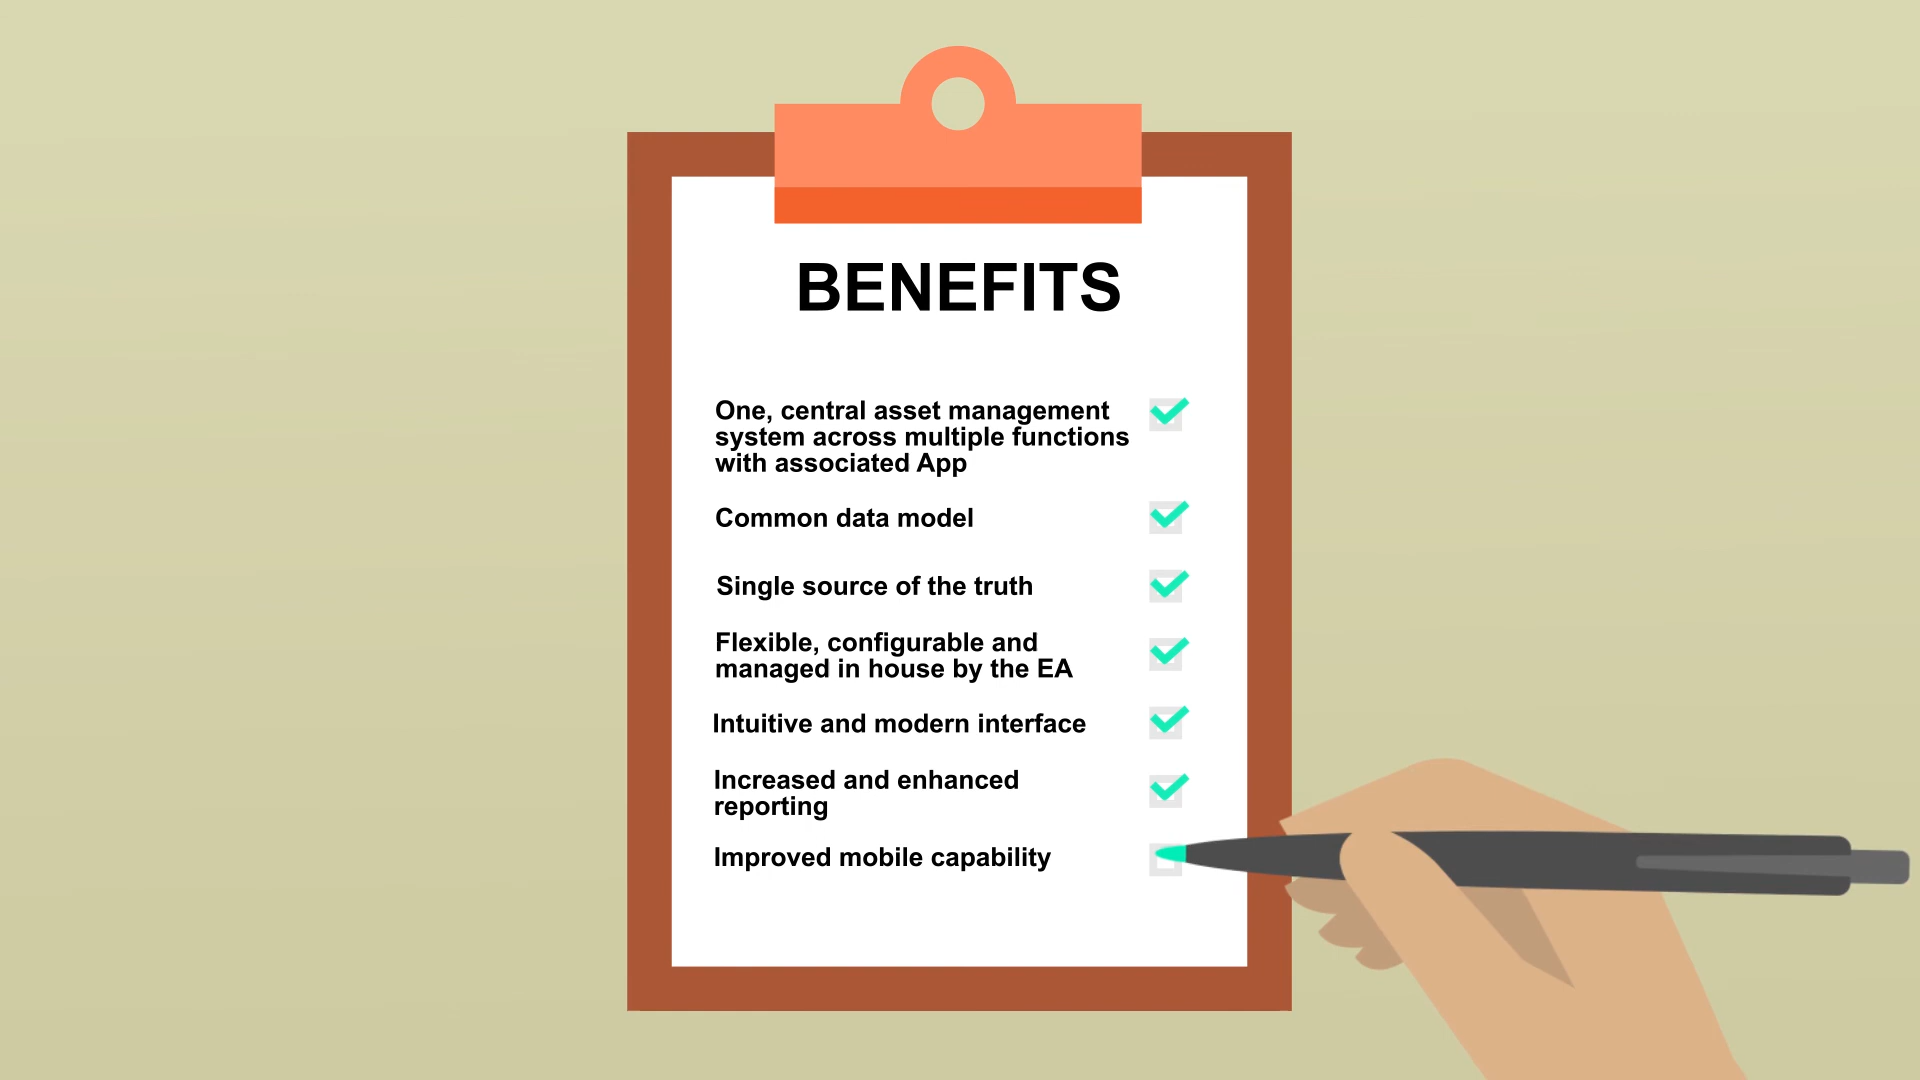 BENEFITS
One, central asset management
system across multiple functions
with associated App
Common data model
Single source of the truth
Flexible, configurable and
managed in house by the EA
Intuitive and modern interface
Increased and enhanced
reporting
Improved mobile capability